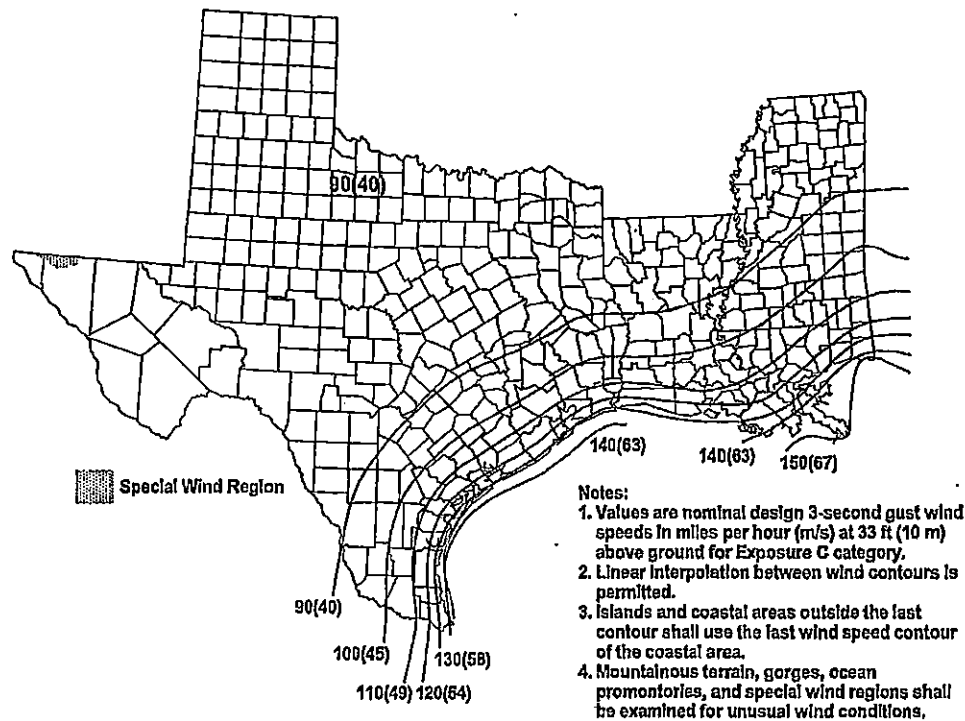 90(40)
140(63)
140(63)
150(67)
Special Wind Region
90(40)
100(45)
130(58)
110(49) 120(54)
Notes:
1. Values are nominal design 3-second gust wind
speeds in miles per hour (m/s) at 33 ft (10 m)
above ground for Exposure C category.
2. Linear interpolation between wind contours is
permitted.
3. Islands and coastal areas outside the last
contour shall use the last wind speed contour
of the coastal area.
4. Mountainous terrain, gorges, ocean
promontories, and special wind regions shall
be examined for unusual wind conditions.